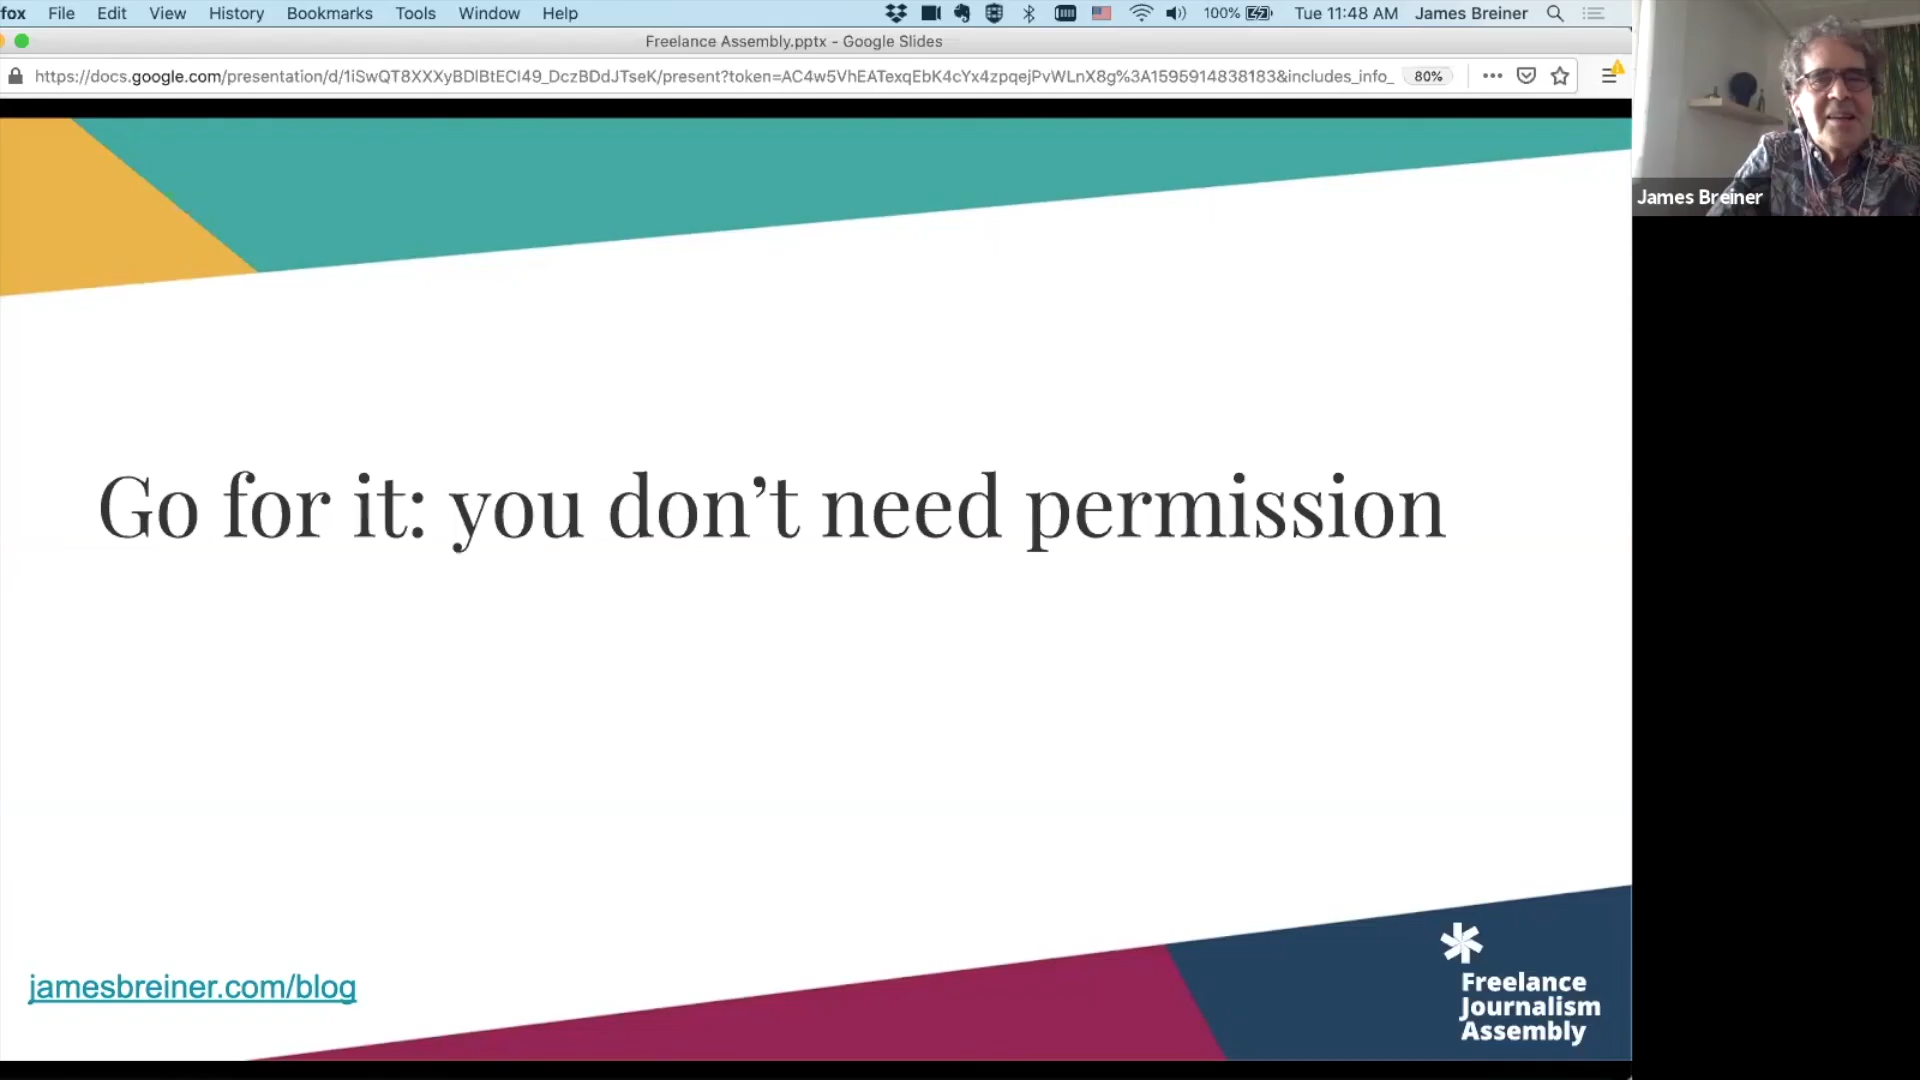 fox File Edit View History Bookmarks Tools Window Help 100% Tue 11:48 AM James Breiner
Freelance Assembly.pptx - Google Slides
https://docs.google.com/presentation/d/1iSwQT8XXXyBDlBtECI49_DczBDdJTseK/present?token=AC4w5VhEATexqEbK4cYx4zpqejPvWLnX8g%3A1595914838183&includes_info_ 80%
James Breiner
Go for it: you don’t need permission
jamesbreiner.com/blog
Freelance
Journalism
Assembly